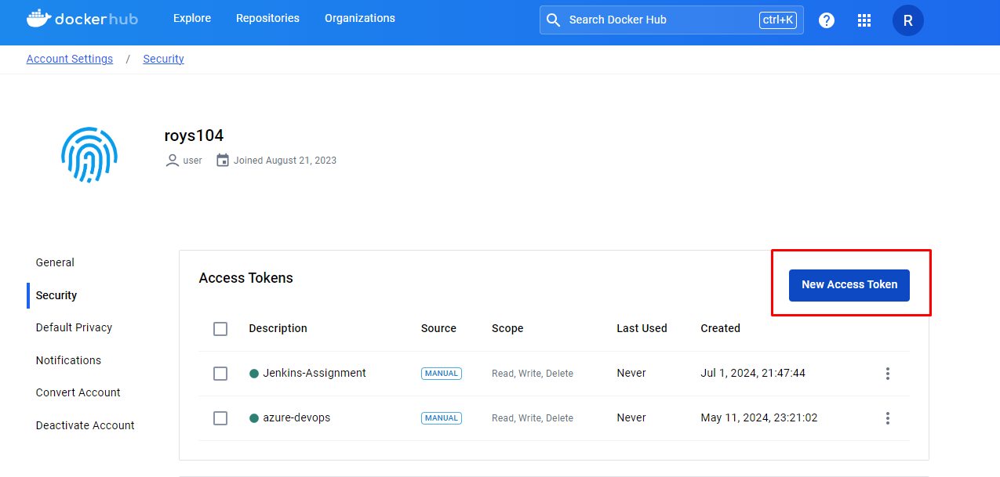 dockerhub Explore Repositories Organizations Search Docker Hub ctrl+K ? R
Account Settings / Security
roys104
user Joined August 21, 2023
General
Security
Default Privacy
Notifications
Convert Account
Deactivate Account
Access Tokens New Access Token
Description Source Scope Last Used Created
Jenkins-Assignment MANUAL Read, Write, Delete Never Jul 1, 2024, 21:47:44
azure-devops MANUAL Read, Write, Delete Never May 11, 2024, 23:21:02